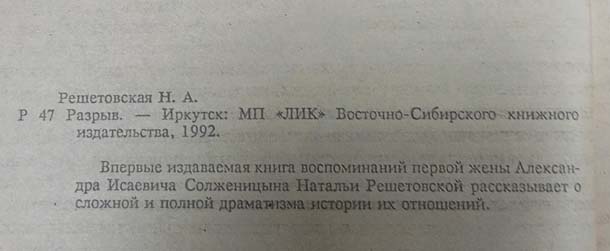 Решетовская Н. А.
Р 47 Разрыв. — Иркутск: МП «ЛИК» Восточно-Сибирского книжного
издательства, 1992.
Впервые издаваемая книга воспоминаний первой жены Алексан-
дра Исаевича Солженицына Натальи Решетовской рассказывает о
сложной и полной драматизма истории их отношений.